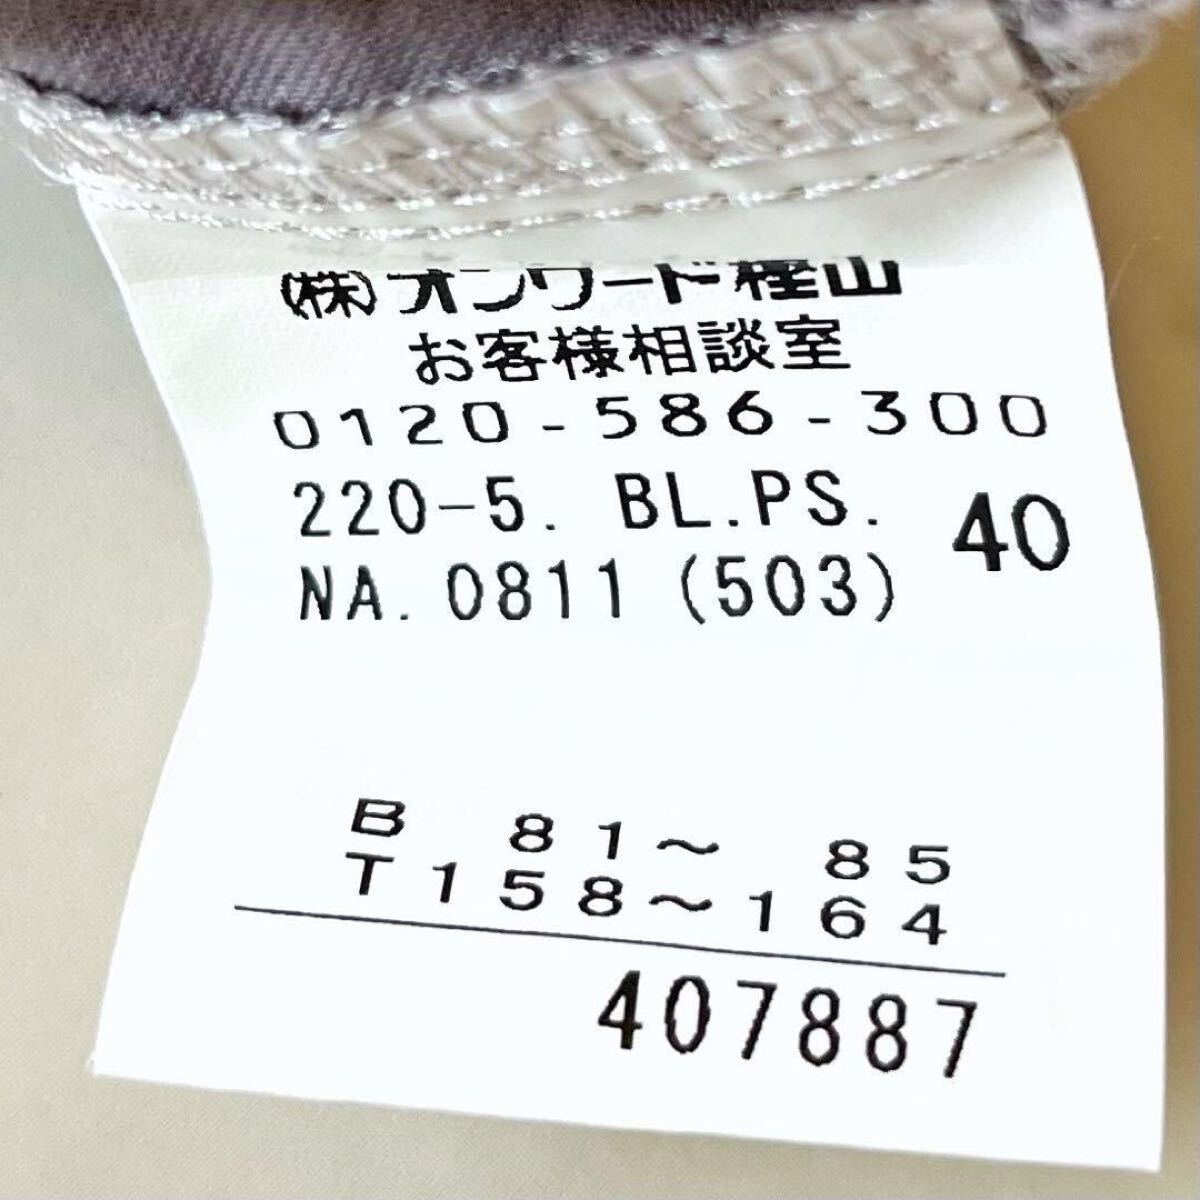 (株)オンワード樫山
お客様相談室
0120-586-300
220-5. BL.PS. 40
NA. 0811 (503)
B 81～ 85
T158～164
407887